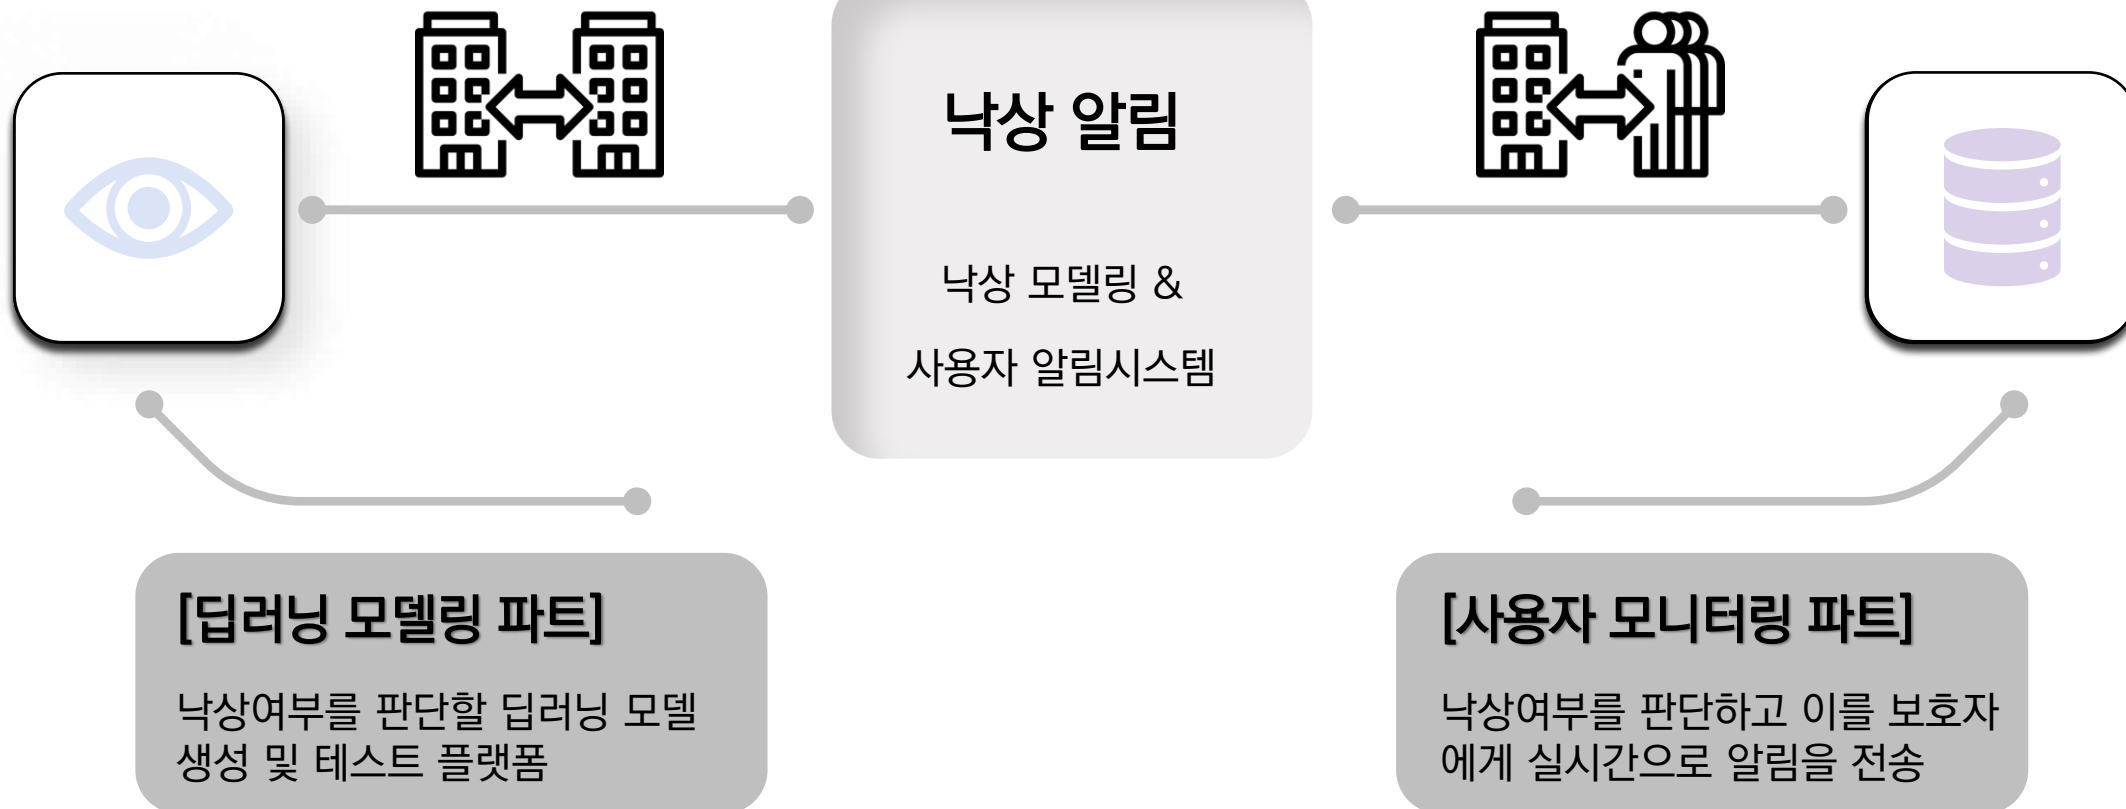 낙상 알림
낙상 모델링 &
사용자 알림시스템
[딥러닝 모델링 파트]
낙상여부를 판단할 딥러닝 모델
생성 및 테스트 플랫폼
[사용자 모니터링 파트]
낙상여부를 판단하고 이를 보호자
에게 실시간으로 알림을 전송